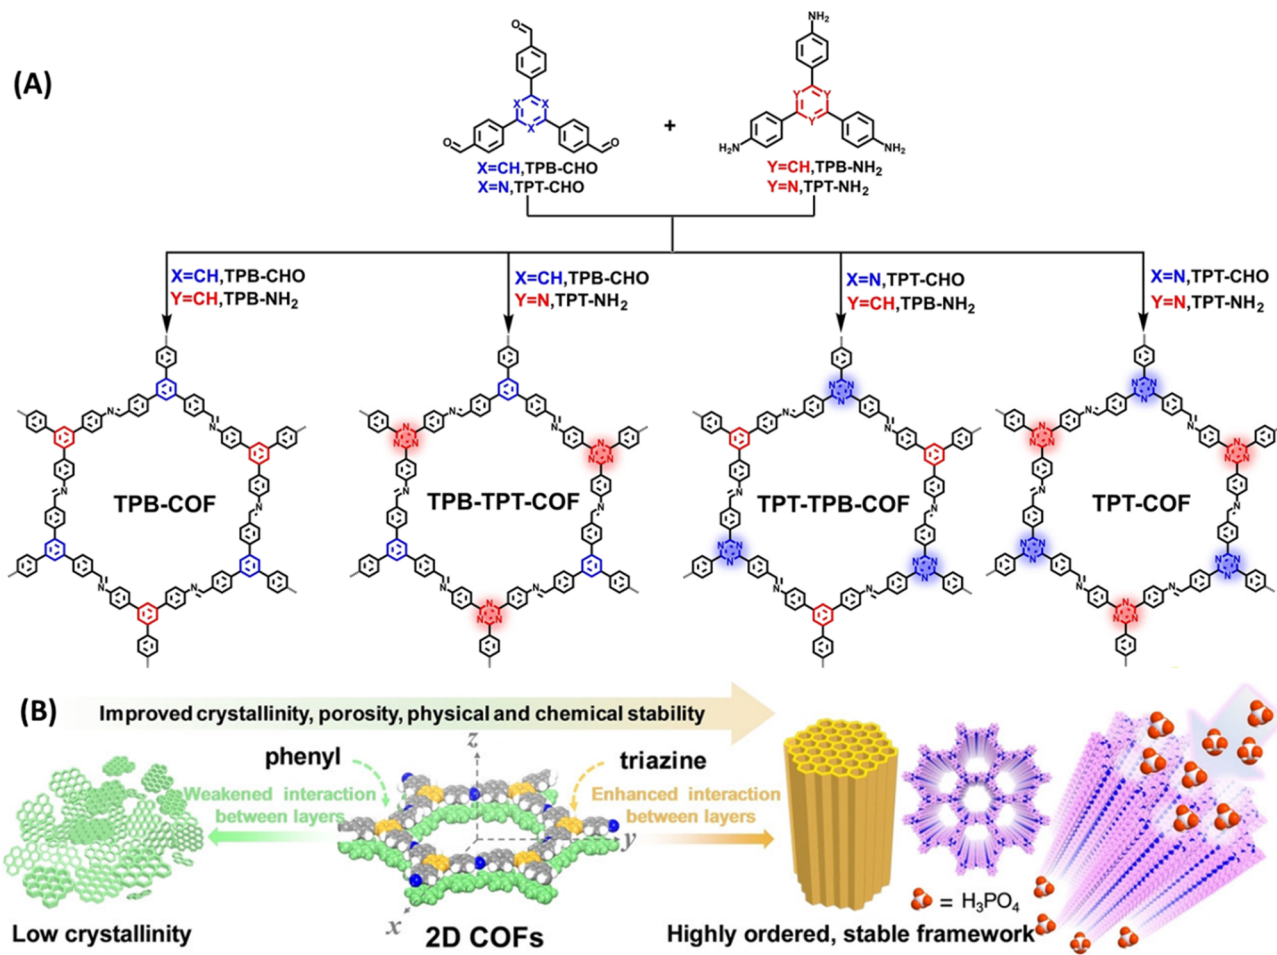 (A)
NH₂
O
X X
X
O
O
+
Y Y
Y
H₂N
NH₂
X=CH,TPB-CHO
X=N,TPT-CHO
Y=CH,TPB-NH₂
Y=N,TPT-NH₂
X=CH,TPB-CHO
Y=CH,TPB-NH₂
X=CH,TPB-CHO
Y=N,TPT-NH₂
X=N,TPT-CHO
Y=CH,TPB-NH₂
X=N,TPT-CHO
Y=N,TPT-NH₂
TPB-COF
TPB-TPT-COF
TPT-TPB-COF
TPT-COF
(B)
Improved crystallinity, porosity, physical and chemical stability
phenyl
z
triazine
Weakened interaction
between layers
Enhanced interaction
between layers
y
x
= H₃PO₄
Low crystallinity
2D COFs
Highly ordered, stable framework